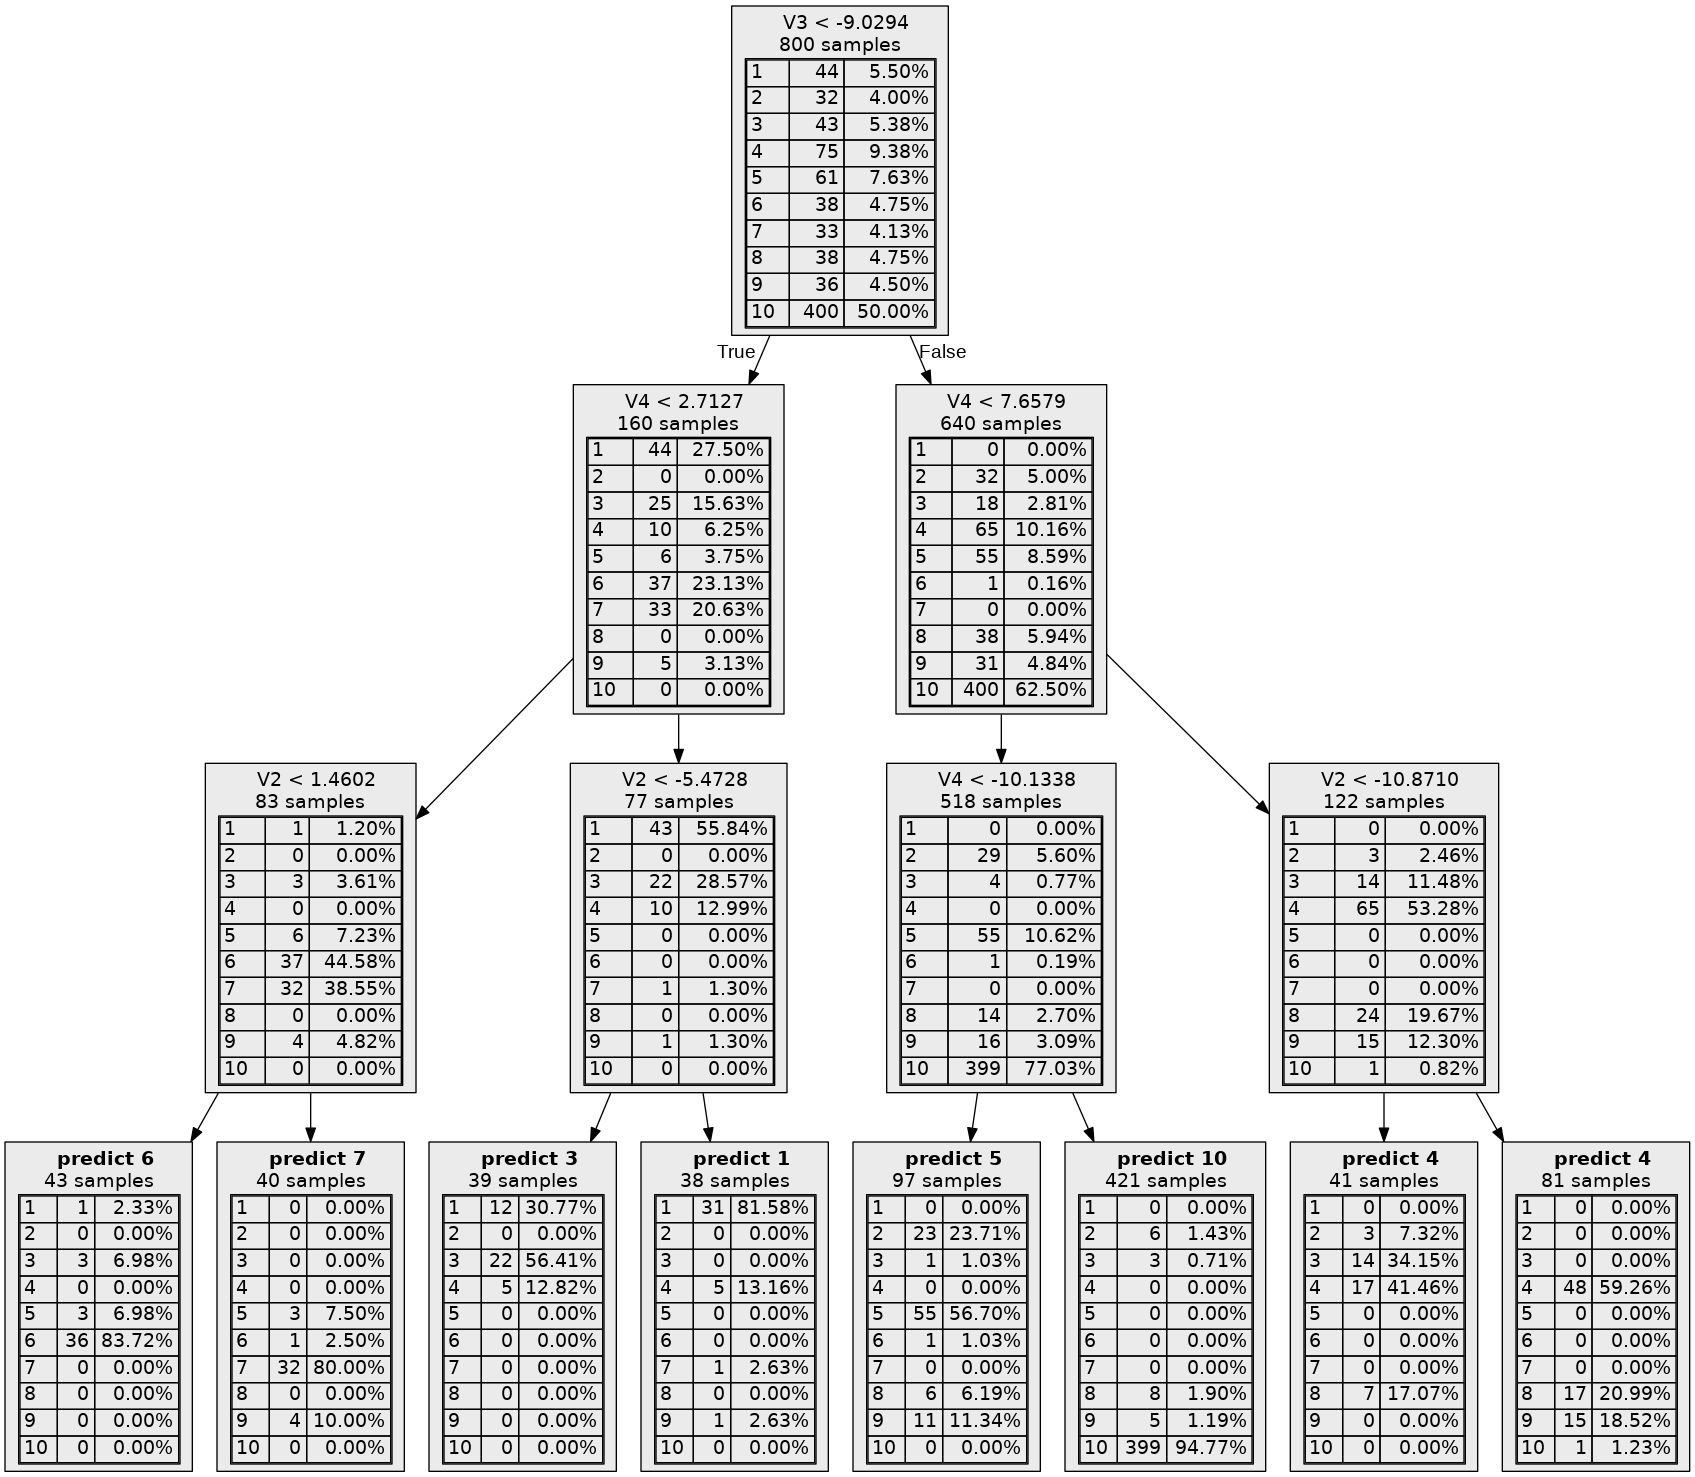 V3 < -9.0294
800 samples
1 44 5.50%
2 32 4.00%
3 43 5.38%
4 75 9.38%
5 61 7.63%
6 38 4.75%
7 33 4.13%
8 38 4.75%
9 36 4.50%
10 400 50.00%
True
False
V4 < 2.7127
160 samples
1 44 27.50%
2 0 0.00%
3 25 15.63%
4 10 6.25%
5 6 3.75%
6 37 23.13%
7 33 20.63%
8 0 0.00%
9 5 3.13%
10 0 0.00%
V4 < 7.6579
640 samples
1 0 0.00%
2 32 5.00%
3 18 2.81%
4 65 10.16%
5 55 8.59%
6 1 0.16%
7 0 0.00%
8 38 5.94%
9 31 4.84%
10 400 62.50%
V2 < 1.4602
83 samples
1 1 1.20%
2 0 0.00%
3 3 3.61%
4 0 0.00%
5 6 7.23%
6 37 44.58%
7 32 38.55%
8 0 0.00%
9 4 4.82%
10 0 0.00%
V2 < -5.4728
77 samples
1 43 55.84%
2 0 0.00%
3 22 28.57%
4 10 12.99%
5 0 0.00%
6 0 0.00%
7 1 1.30%
8 0 0.00%
9 1 1.30%
10 0 0.00%
V4 < -10.1338
518 samples
1 0 0.00%
2 29 5.60%
3 4 0.77%
4 0 0.00%
5 55 10.62%
6 1 0.19%
7 0 0.00%
8 14 2.70%
9 16 3.09%
10 399 77.03%
V2 < -10.8710
122 samples
1 0 0.00%
2 3 2.46%
3 14 11.48%
4 65 53.28%
5 0 0.00%
6 0 0.00%
7 0 0.00%
8 24 19.67%
9 15 12.30%
10 1 0.82%
predict 6
43 samples
1 1 2.33%
2 0 0.00%
3 3 6.98%
4 0 0.00%
5 3 6.98%
6 36 83.72%
7 0 0.00%
8 0 0.00%
9 0 0.00%
10 0 0.00%
predict 7
40 samples
1 0 0.00%
2 0 0.00%
3 0 0.00%
4 0 0.00%
5 3 7.50%
6 1 2.50%
7 32 80.00%
8 0 0.00%
9 4 10.00%
10 0 0.00%
predict 3
39 samples
1 12 30.77%
2 0 0.00%
3 22 56.41%
4 5 12.82%
5 0 0.00%
6 0 0.00%
7 0 0.00%
8 0 0.00%
9 0 0.00%
10 0 0.00%
predict 1
38 samples
1 31 81.58%
2 0 0.00%
3 0 0.00%
4 5 13.16%
5 0 0.00%
6 0 0.00%
7 1 2.63%
8 0 0.00%
9 1 2.63%
10 0 0.00%
predict 5
97 samples
1 0 0.00%
2 23 23.71%
3 1 1.03%
4 0 0.00%
5 55 56.70%
6 1 1.03%
7 0 0.00%
8 6 6.19%
9 11 11.34%
10 0 0.00%
predict 10
421 samples
1 0 0.00%
2 6 1.43%
3 3 0.71%
4 0 0.00%
5 0 0.00%
6 0 0.00%
7 0 0.00%
8 8 1.90%
9 5 1.19%
10 399 94.77%
predict 4
41 samples
1 0 0.00%
2 3 7.32%
3 14 34.15%
4 17 41.46%
5 0 0.00%
6 0 0.00%
7 0 0.00%
8 7 17.07%
9 0 0.00%
10 0 0.00%
predict 4
81 samples
1 0 0.00%
2 0 0.00%
3 0 0.00%
4 48 59.26%
5 0 0.00%
6 0 0.00%
7 0 0.00%
8 17 20.99%
9 15 18.52%
10 1 1.23%